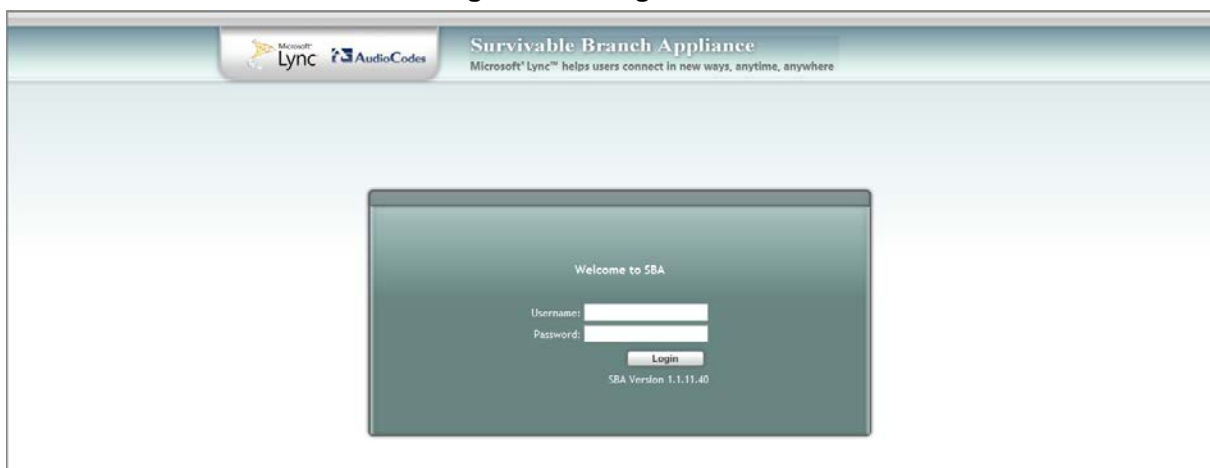 Microsoft®
Lync
AudioCodes
Survivable Branch Appliance
Microsoft® Lync™ helps users connect in new ways, anytime, anywhere
Welcome to SBA
Username:
Password:
Login
SBA Version 1.1.11.40